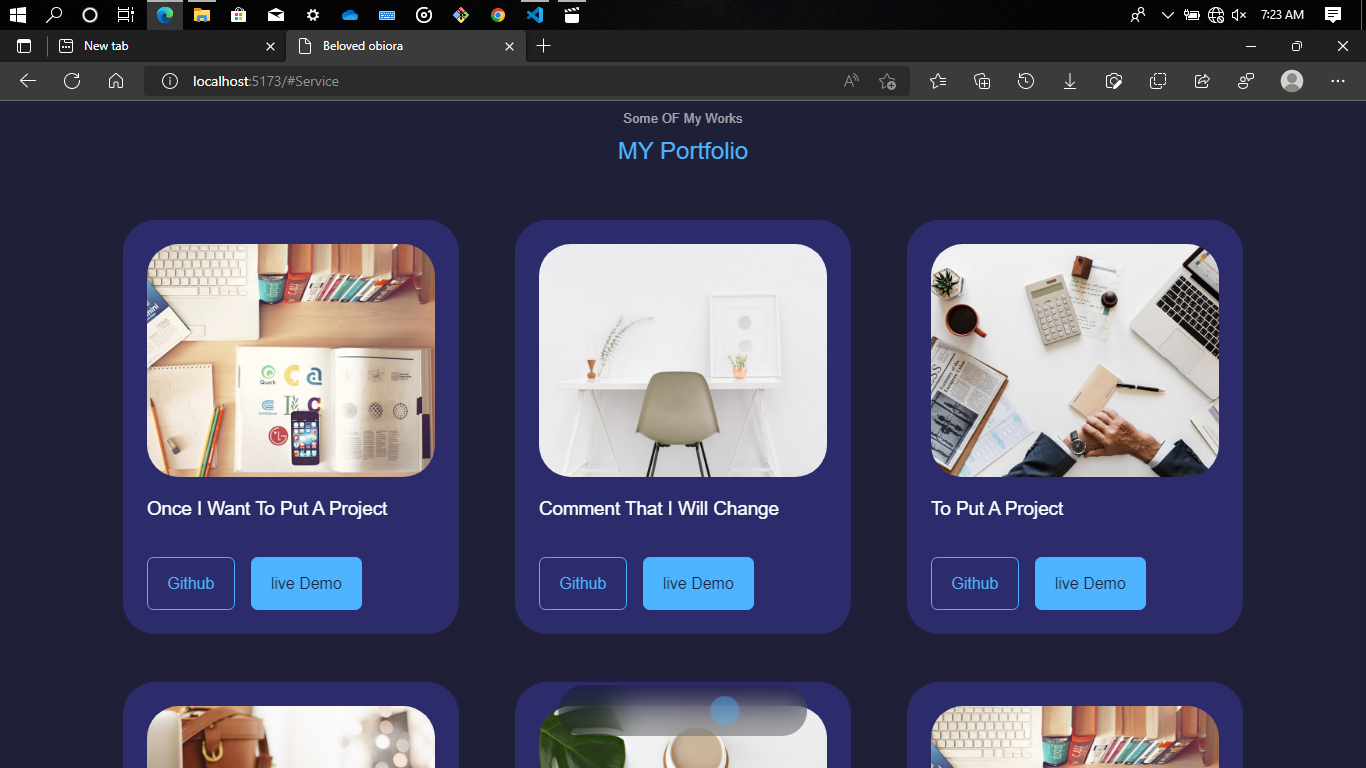 7:23 AM
New tab
Beloved obiora
localhost:5173/#Service
Some OF My Works
MY Portfolio
Quark
Once I Want To Put A Project
Comment That I Will Change
To Put A Project
Github
live Demo
Github
live Demo
Github
live Demo